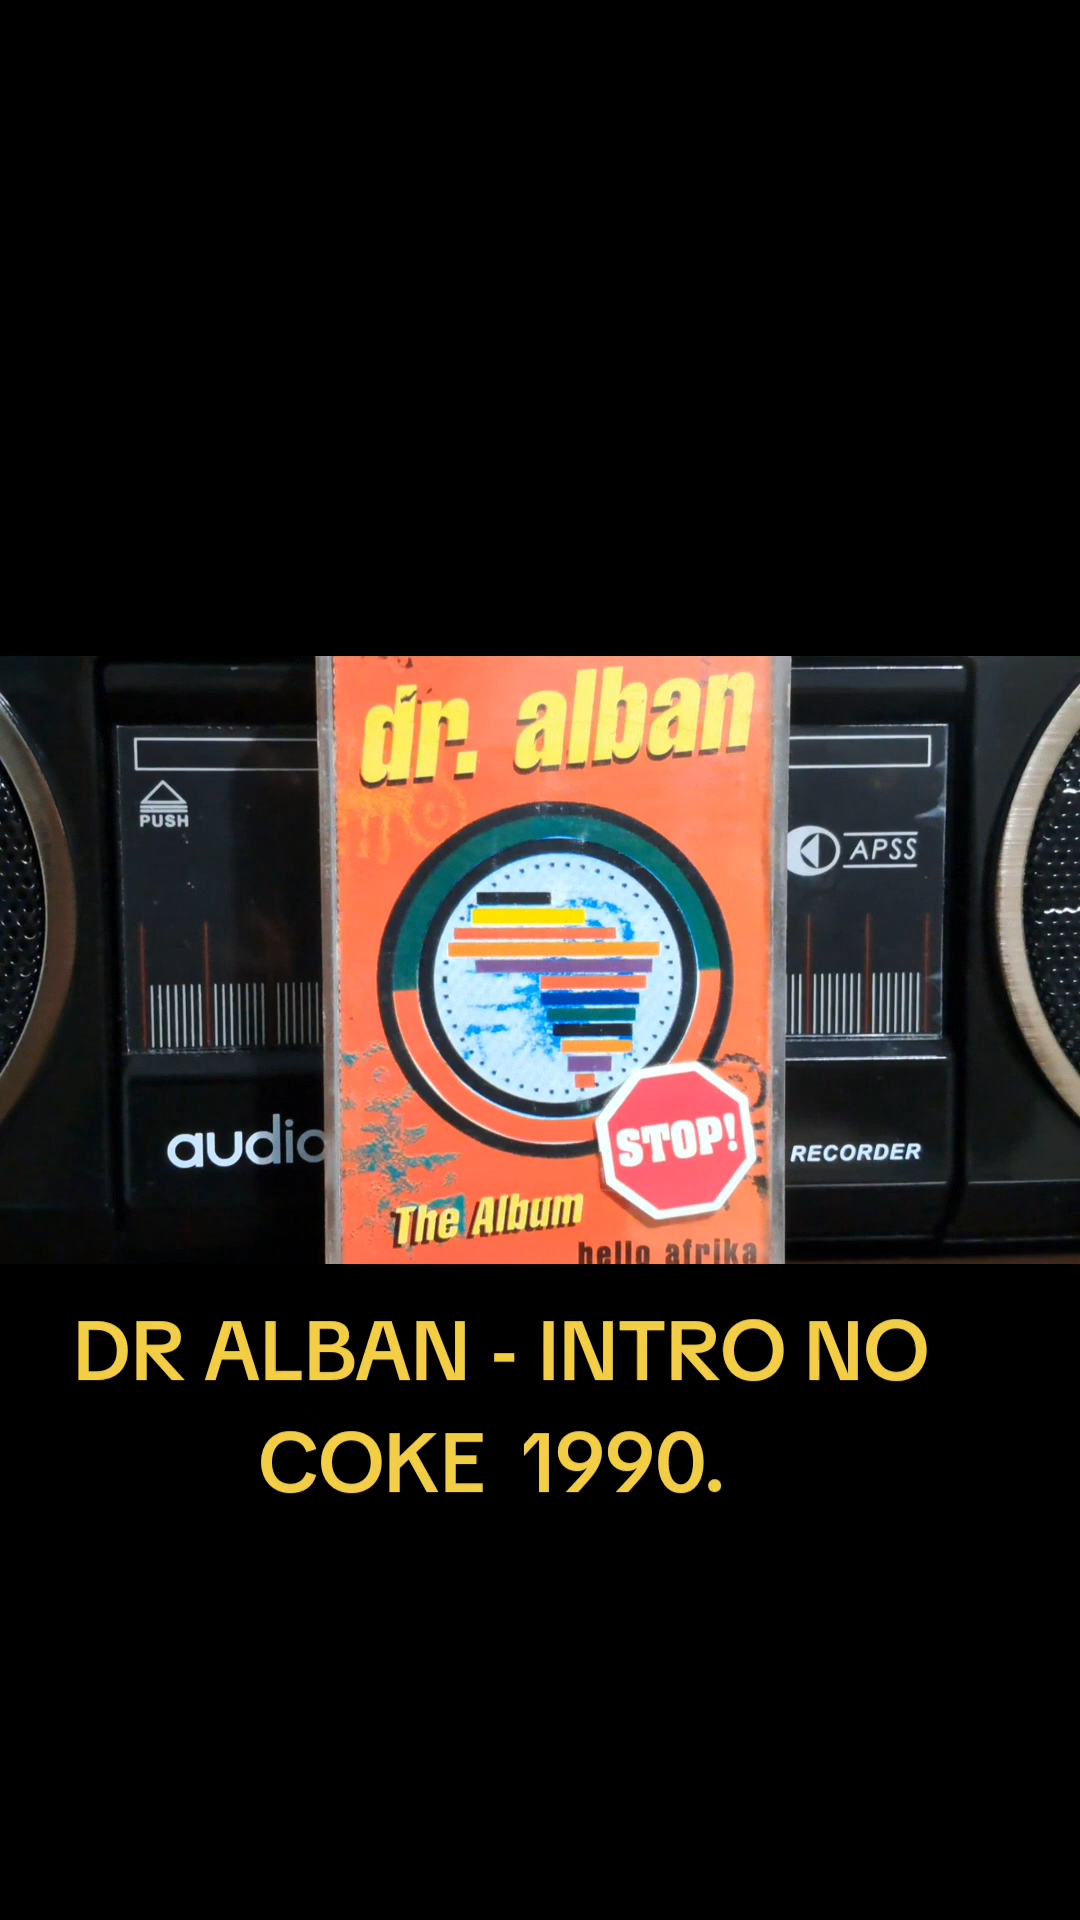 dr. alban
PUSH
APSS
STOP!
audio
RECORDER
The Album
hello afrika
DR ALBAN - INTRO NO
COKE 1990.